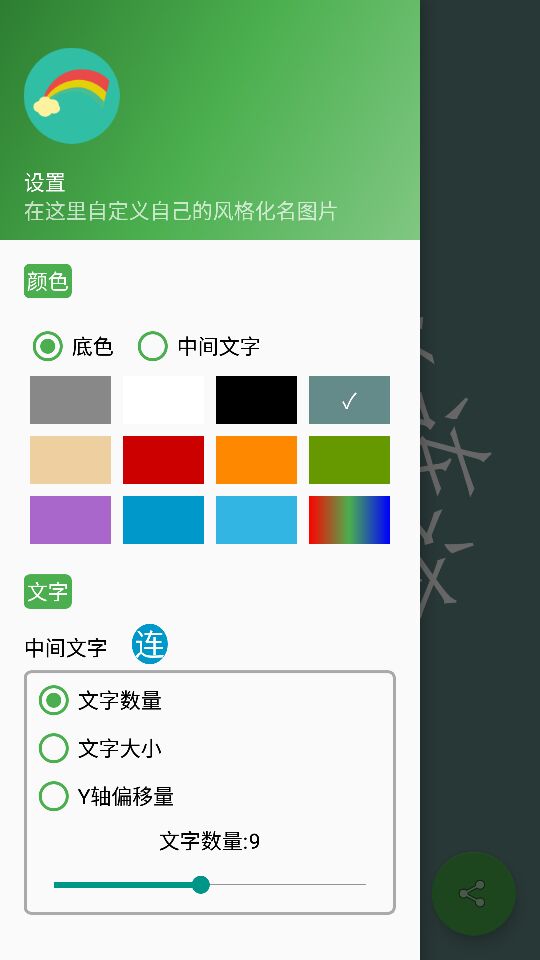 设置
在这里自定义自己的风格化名图片
颜色
底色 中间文字
文字
中间文字 连
文字数量
文字大小
Y轴偏移量
文字数量:9